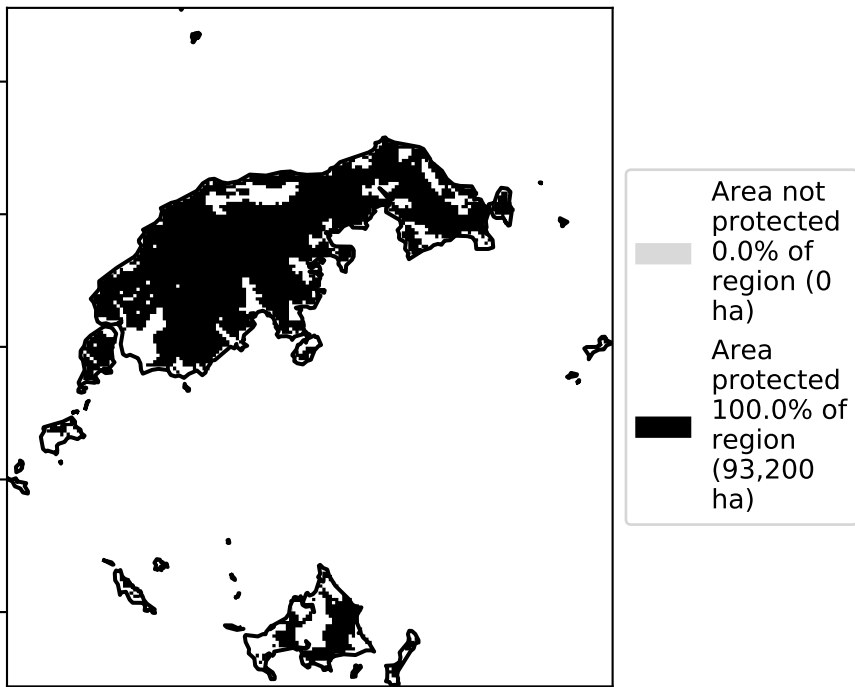 Area not
protected
0.0% of
region (0
ha)
Area
protected
100.0% of
region
(93,200
ha)